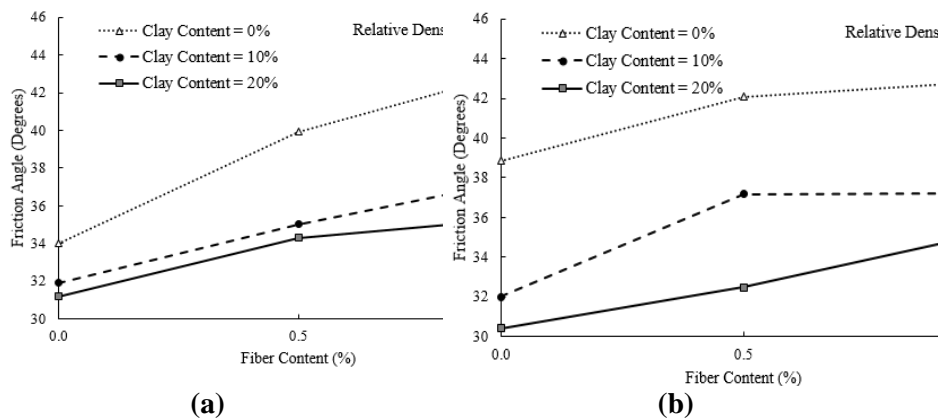 46
44
42
40
38
36
34
32
30
Friction Angle (Degrees)
Clay Content = 0%
Clay Content = 10%
Clay Content = 20%
Relative Dens
0.0
0.5
Fiber Content (%)
(a)
46
44
42
40
38
36
34
32
30
Friction Angle (Degrees)
Clay Content = 0%
Clay Content = 10%
Clay Content = 20%
Relative Dens
0.0
0.5
Fiber Content (%)
(b)